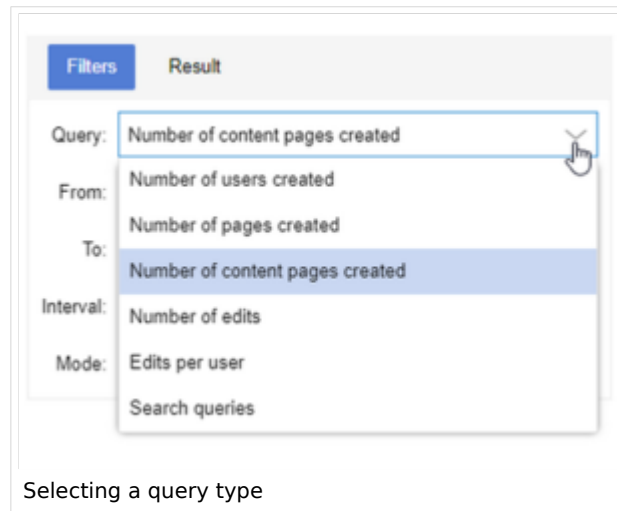 Filters Result
Query: Number of content pages created
Number of users created
From:
Number of pages created
To:
Number of content pages created
Interval: Number of edits
Mode: Edits per user
Search queries
Selecting a query type